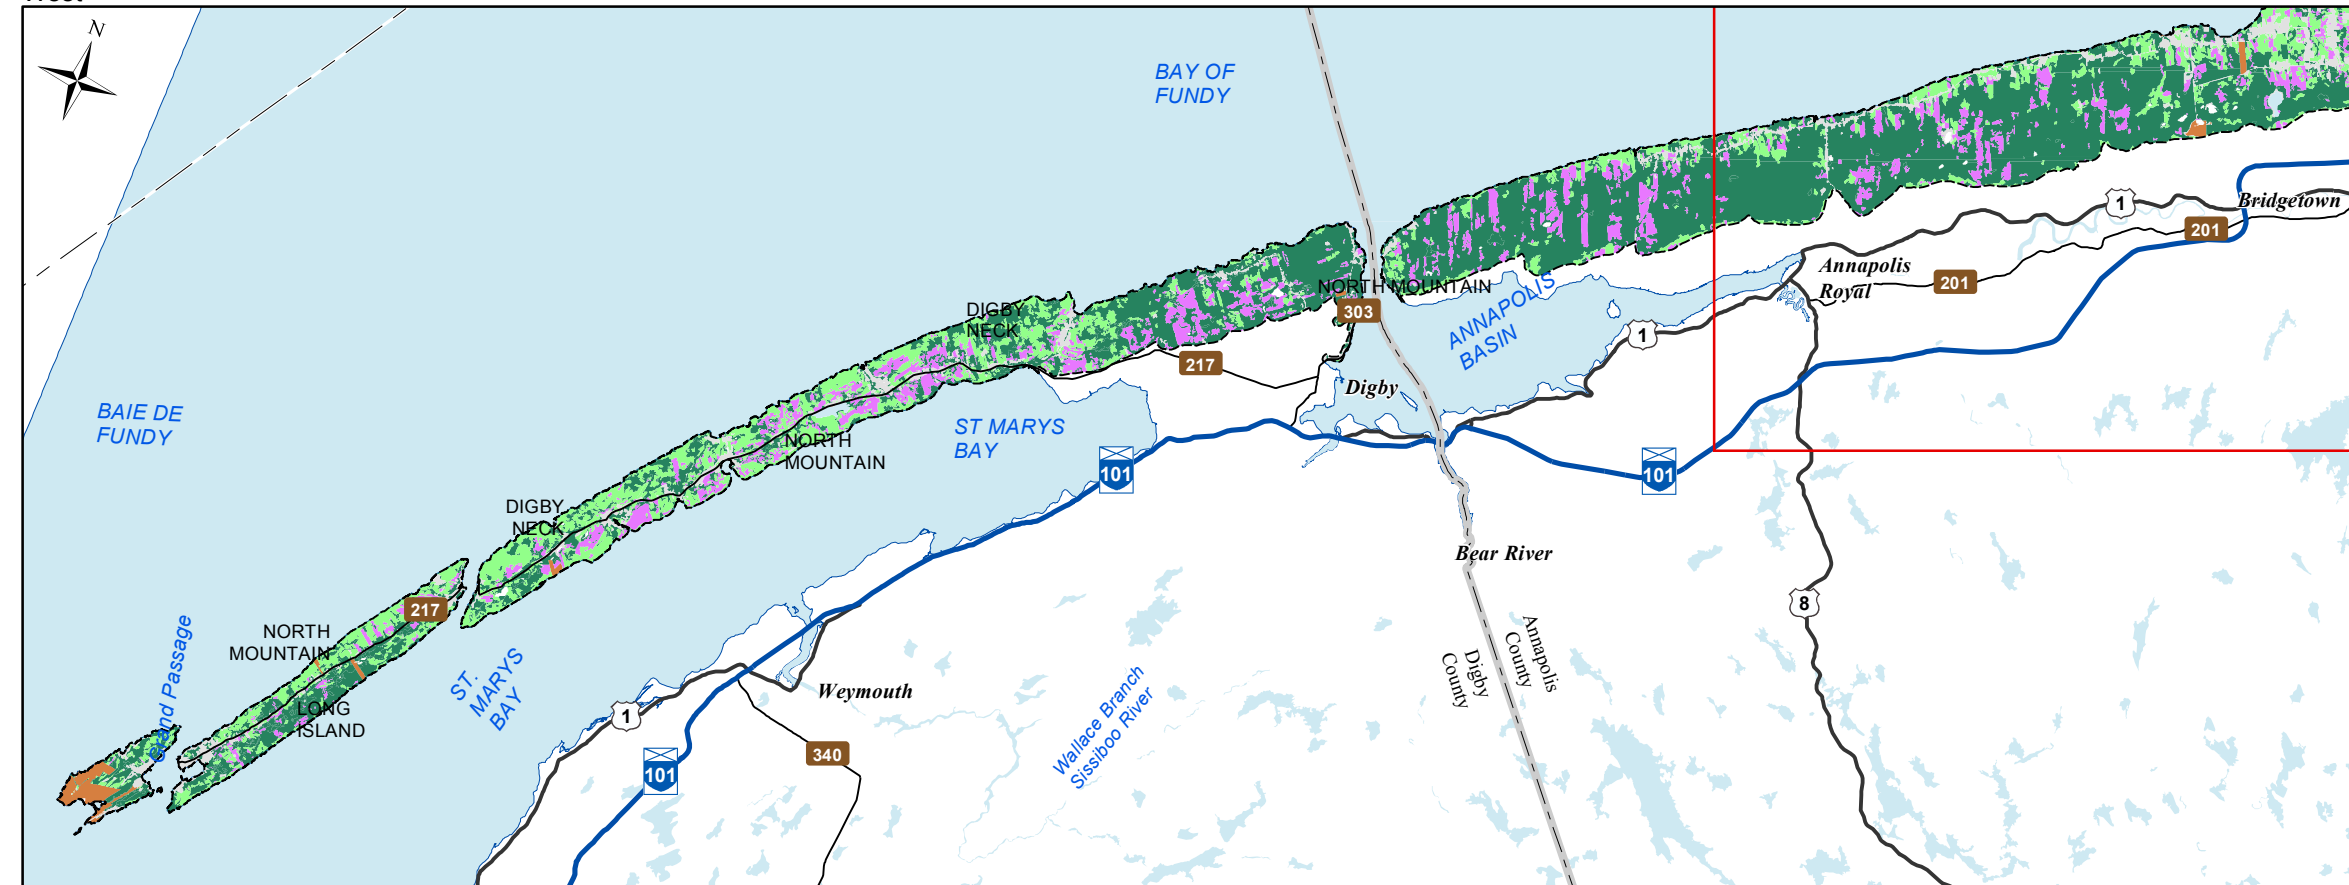 N
BAY OF
FUNDY
BAIE DE
FUNDY
DIGBY
NECK
NORTH MOUNTAIN
303
217
Digby
ANNAPOLIS
BASIN
1
Annapolis
Royal
201
1
201
Bridgetown
ST MARYS
BAY
NORTH
MOUNTAIN
101
101
DIGBY
NECK
Bear River
217
8
NORTH
MOUNTAIN
Grand Passage
LONG
ISLAND
ST.
MARYS
BAY
1
Weymouth
101
340
Wallace Branch
Sissiboo River
Digby
County
Annapolis
County